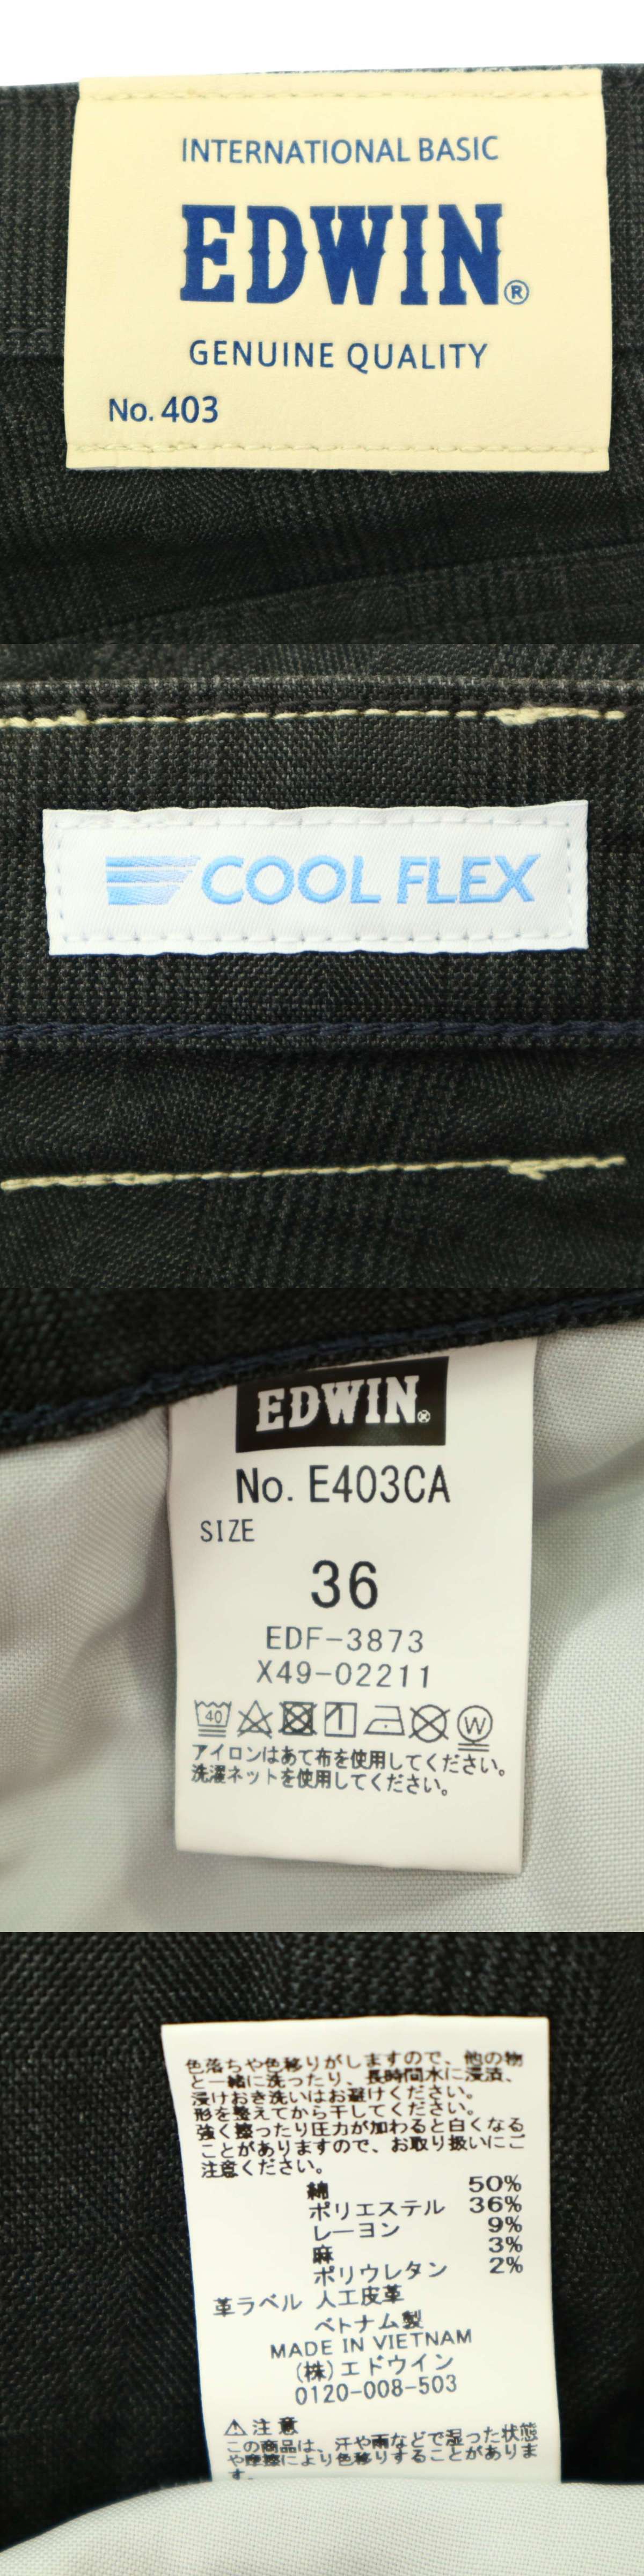 INTERNATIONAL BASIC
EDWIN®
GENUINE QUALITY
No. 403
COOL FLEX
EDWIN®
No. E403CA
SIZE
36
EDF-3873
X49-02211
40 W
アイロンはあて布を使用してください。
洗濯ネットを使用してください。
色落ちや色移りがしますので、他の物
と一緒に洗ったり、長時間水に浸漬、
浸けおき洗いはお避けください。
形を整えてから干してください。
強く擦ったり圧力が加わると白くなる
ことがありますので、お取り扱いにご
注意ください。
綿 50%
ポリエステル 36%
レーヨン 9%
麻 3%
ポリウレタン 2%
革ラベル 人工皮革
ベトナム製
MADE IN VIETNAM
(株)エドウイン
0120-008-503
⚠注意
この商品は、汗や雨などで湿った状態
や摩擦により色移りすることがありま
す。